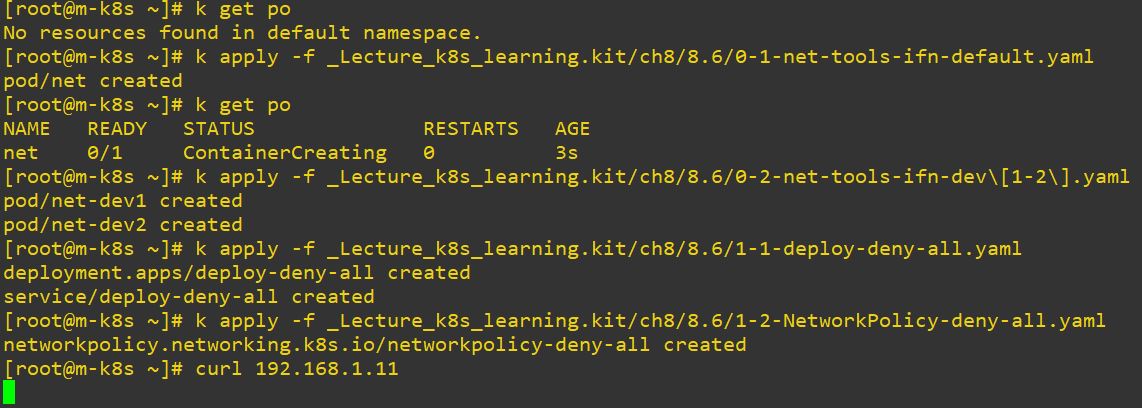 [root@m-k8s ~]# k get po
No resources found in default namespace.
[root@m-k8s ~]# k apply -f _Lecture_k8s_learning.kit/ch8/8.6/0-1-net-tools-ifn-default.yaml
pod/net created
[root@m-k8s ~]# k get po
NAME   READY   STATUS              RESTARTS   AGE
net    0/1     ContainerCreating   0          3s
[root@m-k8s ~]# k apply -f _Lecture_k8s_learning.kit/ch8/8.6/0-2-net-tools-ifn-dev\[1-2\].yaml
pod/net-dev1 created
pod/net-dev2 created
[root@m-k8s ~]# k apply -f _Lecture_k8s_learning.kit/ch8/8.6/1-1-deploy-deny-all.yaml
deployment.apps/deploy-deny-all created
service/deploy-deny-all created
[root@m-k8s ~]# k apply -f _Lecture_k8s_learning.kit/ch8/8.6/1-2-NetworkPolicy-deny-all.yaml
networkpolicy.networking.k8s.io/networkpolicy-deny-all created
[root@m-k8s ~]# curl 192.168.1.11